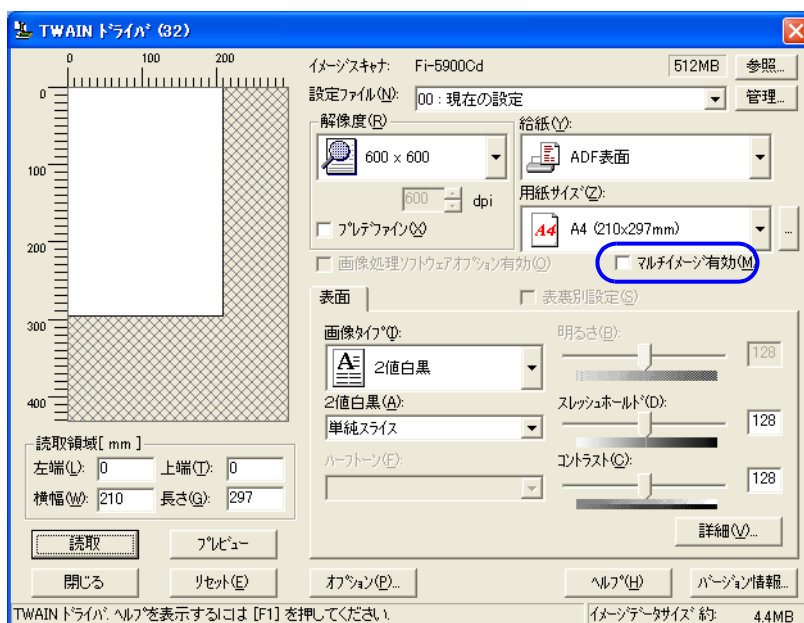 TWAIN ﾄﾞﾗｲﾊﾞ (32)
0 100 200
0
100
200
300
400
ｲﾒｰｼﾞｽｷｬﾅ: Fi-5900Cd 512MB 参照...
設定ﾌｧｲﾙ(N): 00 : 現在の設定 管理...
解像度(R)
600 x 600
600 dpi
ﾌﾟﾚﾃﾞﾌｧｲﾝ(X)
給紙(Y):
ADF表面
用紙ｻｲｽﾞ(Z):
A4 A4 (210x297mm) ...
画像処理ｿﾌﾄｳｪｱｵﾌﾟｼｮﾝ有効(O) ﾏﾙﾁｲﾒｰｼﾞ有効(M)
表面 表裏別設定(S)
画像ﾀｲﾌﾟ(I):
A 2値白黒
2値白黒(A):
単純ｽﾗｲｽ
ﾊｰﾌﾄｰﾝ(F):
明るさ(B):
128
ｽﾚｯｼｭﾎｰﾙﾄﾞ(D):
128
ｺﾝﾄﾗｽﾄ(C):
128
詳細(V)...
読取領域[ mm ]
左端(L): 0 上端(T): 0
横幅(W): 210 長さ(G): 297
読取 ﾌﾟﾚﾋﾞｭｰ
閉じる ﾘｾｯﾄ(E) ｵﾌﾟｼｮﾝ(P)... ﾍﾙﾌﾟ(H) ﾊﾞｰｼﾞｮﾝ情報...
TWAIN ﾄﾞﾗｲﾊﾞ. ﾍﾙﾌﾟを表示するには [F1] を押してください. ｲﾒｰｼﾞﾃﾞｰﾀｻｲｽﾞ 約: 4.4MB